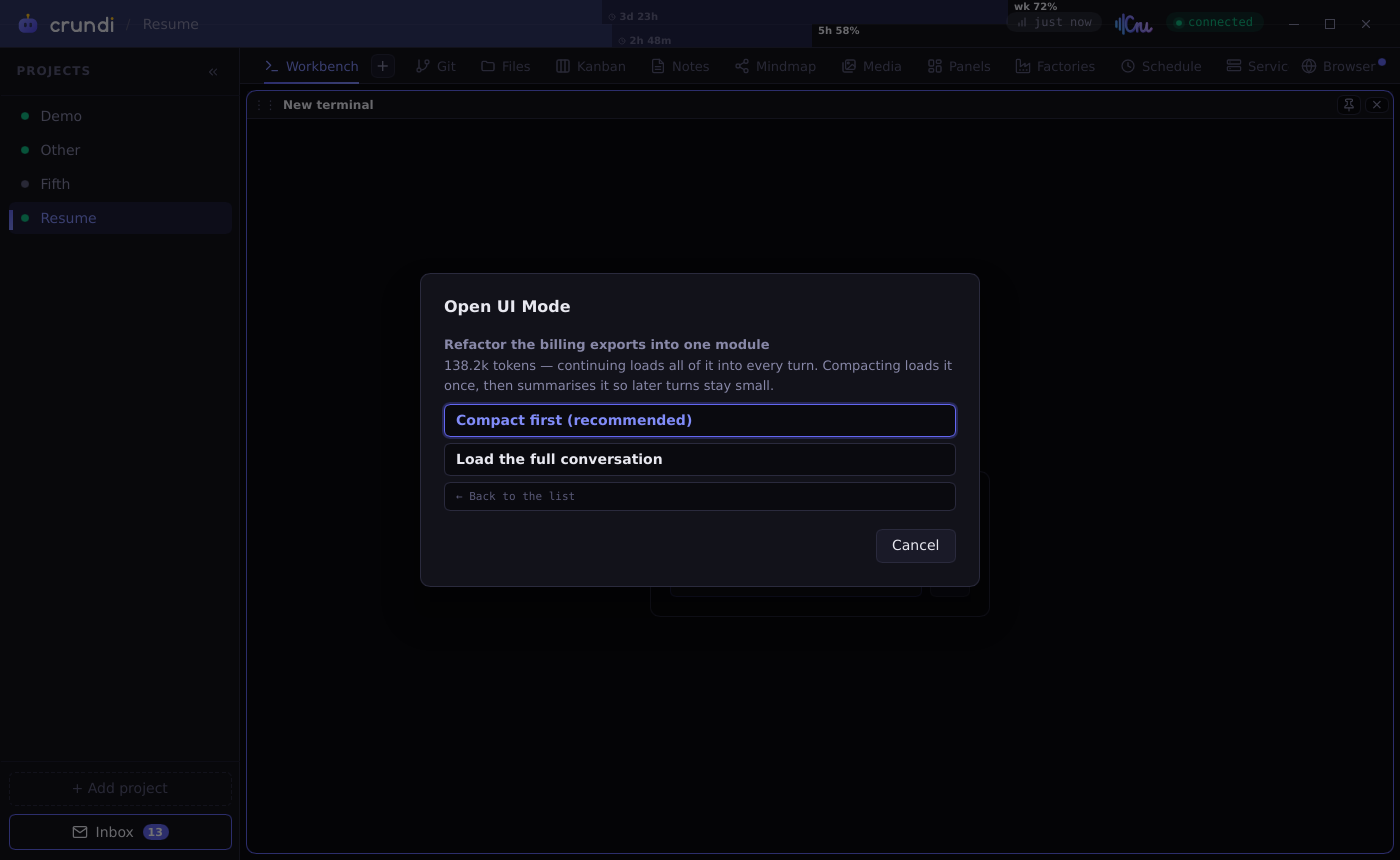 crundi / Resume
3d 23h
2h 48m
5h 58%
wk 72%
just now
Cru
connected
PROJECTS «
Workbench + Git Files Kanban Notes Mindmap Media Panels Factories Schedule Servic Browser
New terminal
Demo
Other
Fifth
Resume
Open UI Mode
Refactor the billing exports into one module
138.2k tokens — continuing loads all of it into every turn. Compacting loads it
once, then summarises it so later turns stay small.
Compact first (recommended)
Load the full conversation
← Back to the list
Cancel
+ Add project
Inbox 13